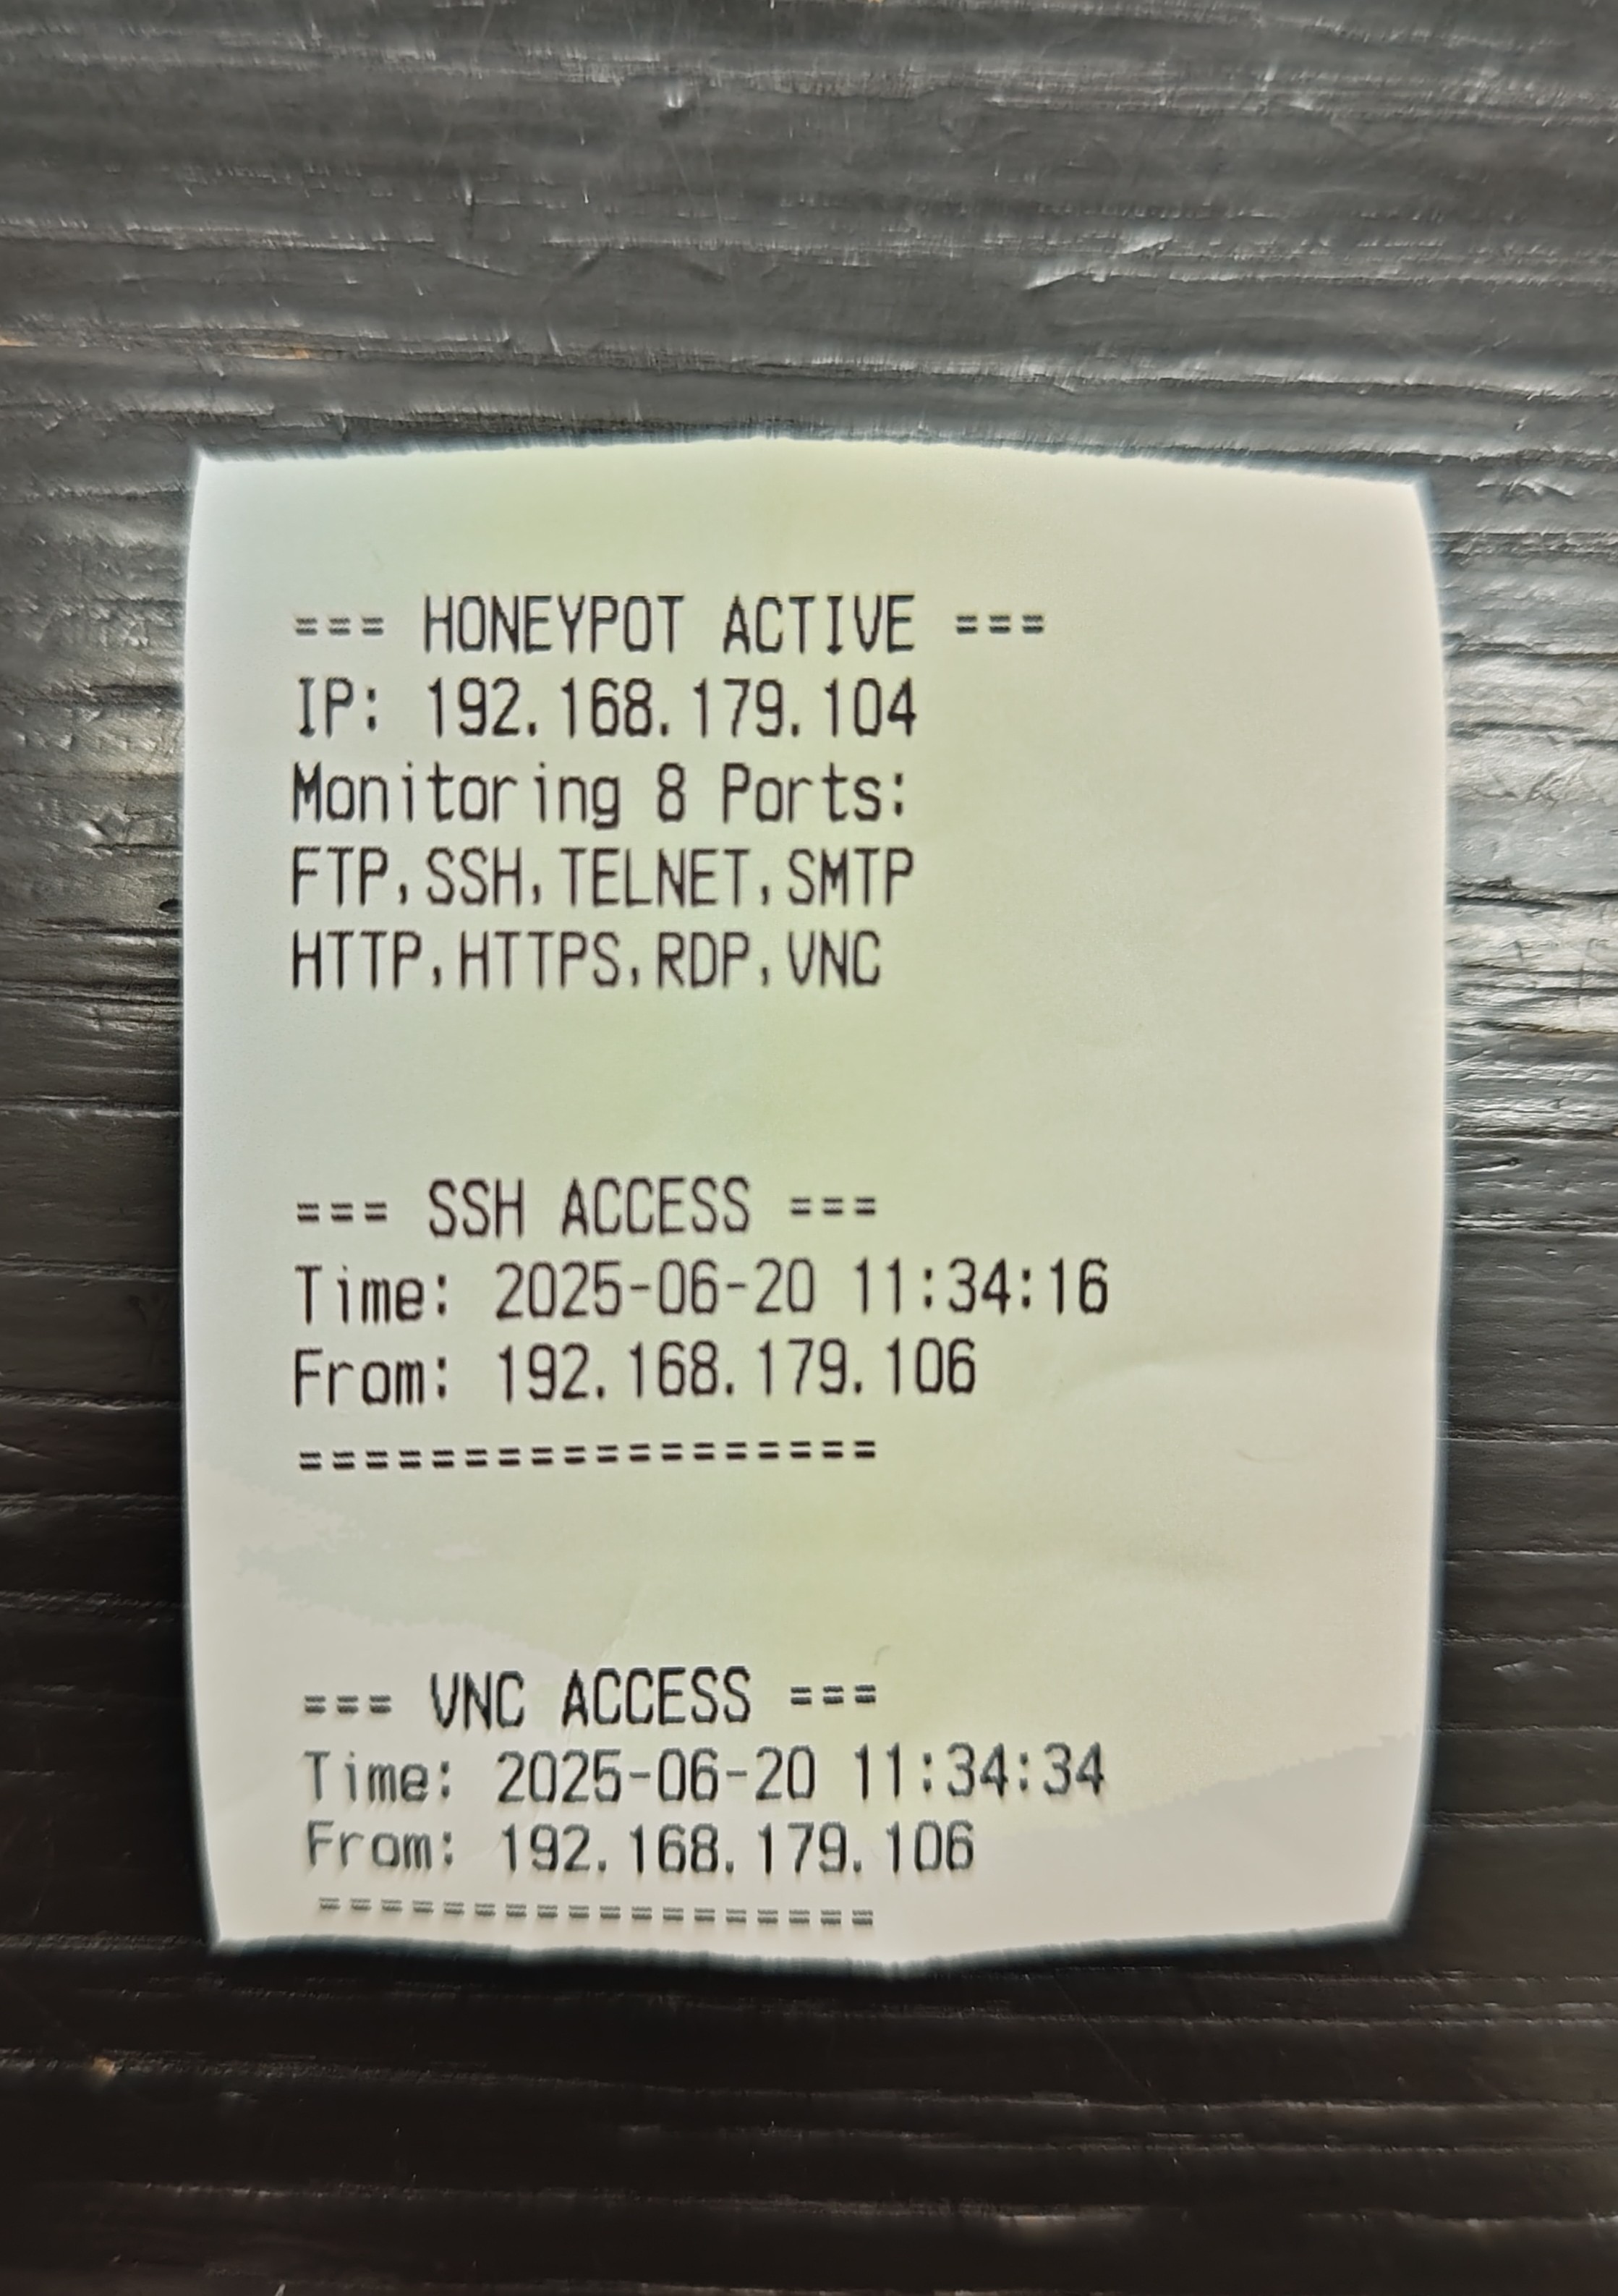 === HONEYPOT ACTIVE ===
IP: 192.168.179.104
Monitoring 8 Ports:
FTP,SSH,TELNET,SMTP
HTTP,HTTPS,RDP,VNC
=== SSH ACCESS ===
Time: 2025-06-20 11:34:16
From: 192.168.179.106
==================
=== VNC ACCESS ===
Time: 2025-06-20 11:34:34
From: 192.168.179.106
==================